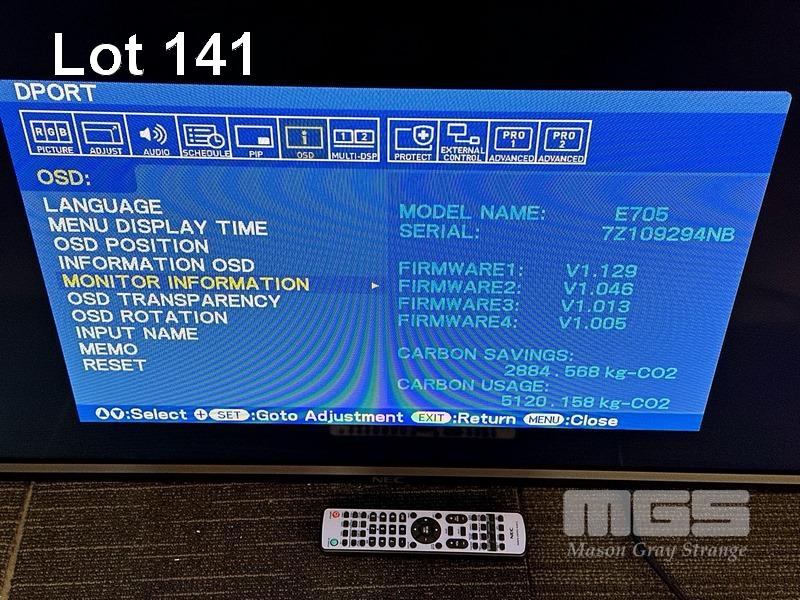 Lot 141
DPORT
RGB
1 2
PRO 1
PRO 2
PICTURE ADJUST AUDIO SCHEDULE PIP OSD MULTI-DSP PROTECT EXTERNAL CONTROL ADVANCED1 ADVANCED2
OSD:
LANGUAGE
MENU DISPLAY TIME
OSD POSITION
INFORMATION OSD
MONITOR INFORMATION
OSD TRANSPARENCY
OSD ROTATION
INPUT NAME
MEMO
RESET
MODEL NAME: E705
SERIAL: 7Z109294NB
FIRMWARE1: V1.129
FIRMWARE2: V1.046
FIRMWARE3: V1.013
FIRMWARE4: V1.005
CARBON SAVINGS:
2884.568 kg-CO2
CARBON USAGE:
5120.158 kg-CO2
:Select + SET :Goto Adjustment EXIT :Return MENU :Close
NEC
NEC
MGS
Mason Gray Strange